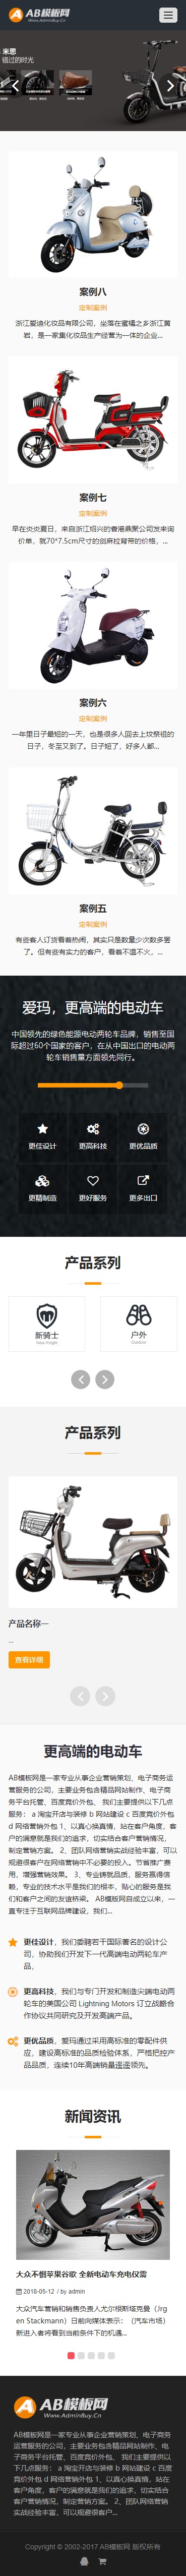 AB模板网
www.AdminBuy.Cn
米思
错过的时光
案例八
定制案例
浙江爱迪化妆品有限公司，坐落在蜜橘之乡浙江黄
岩，是一家集化妆品生产经营为一体的企业...
案例七
定制案例
早在炎炎夏日，来自浙江绍兴的香港鼎聚公司发来询
价单，就70*7.5cm尺寸的剑麻拉背带的价格，...
案例六
定制案例
一年里日子最短的一天，也是很多人回去上坟祭祖的
日子，冬至又到了。日子短了，好多人都...
案例五
定制案例
有些客人订货看着热闹，其实只是数量少次数多罢
了。但有些有实力的客户，看着不温不火，...
爱玛，更高端的电动车
中国领先的绿色能源电动两轮车品牌，销售至国
际超过60个国家的客户，在从中国出口的电动两
轮车销售量方面领先同行。
更佳设计 更高科技 更优品质
更精制造 更好服务 更多出口
产品系列
新骑士 户外
New Knight Outdoor
产品系列
产品名称一
...
查看详细
更高端的电动车
AB模板网是一家专业从事企业营销策划、电子商务运
营服务的公司，主要业务包含精品网站制作、电子商
务平台托管、百度竞价外包、 我们主要提供以下几点
服务： a 淘宝开店与装修 b 网站建设 c 百度竞价外包
d 网络营销外包 1、以真心换真情，站在客户角度，客
户的满意就是我们的追求，切实结合客户营销情况，
制定营销方案。 2、团队网络营销实战经验丰富，可以
规避很客户在网络营销中不必要的投入。节省推广费
用，增强营销效果。 3、专业铸就品质，服务赢得信
赖，专业的技术水平是我们的根本，贴心的服务是我
们和客户之间的友谊桥梁。 AB模板网自成立以来，一
直专注于互联网品牌建设，我们...
更佳设计，我们委聘若干国际著名的设计公
司，协助我们开发下一代高端电动两轮车产
品，
更高科技，我们与专门开发和制造尖端电动两
轮车的美国公司 Lightning Motors 订立战略合
作协议共同研究及开发高端产品。
更优品质，爱玛通过采用高标准的零配件供
应，建设高标准的品质检验体系，严格把控产
品品质，连续10年高端销量遥遥领先。
新闻资讯
大众不惧苹果谷歌 全新电动车充电仅需
2018-05-12 / by admin
大众汽车营销和销售负责人尤尔根斯塔克曼（Jürg
en Stackmann）日前向媒体表示：（汽车市场）
新进入者将看到当前条件下的机遇...
AB模板网
www.AdminBuy.Cn
AB模板网是一家专业从事企业营销策划、电子商务
运营服务的公司，主要业务包含精品网站制作、电
子商务平台托管、百度竞价外包、 我们主要提供以
下几点服务： a 淘宝开店与装修 b 网站建设 c 百度
竞价外包 d 网络营销外包 1、以真心换真情，站在
客户角度，客户的满意就是我们的追求，切实结合
客户营销情况，制定营销方案。 2、团队网络营销
实战经验丰富，可以规避很客户...
Copyright © 2002-2017 AB模板网 版权所有